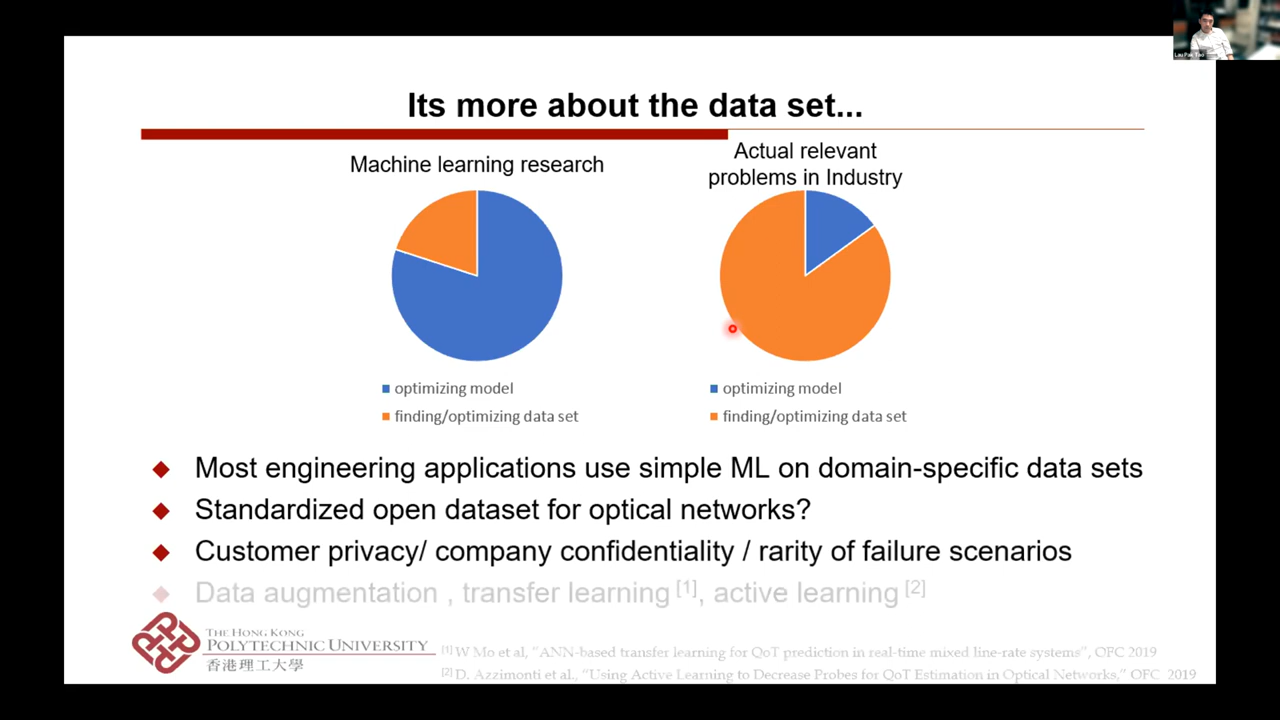 Its more about the data set...
Machine learning research
Actual relevant
problems in Industry
optimizing model
finding/optimizing data set
optimizing model
finding/optimizing data set
Most engineering applications use simple ML on domain-specific data sets
Standardized open dataset for optical networks?
Customer privacy/ company confidentiality / rarity of failure scenarios
Data augmentation , transfer learning [1], active learning [2]
THE HONG KONG
POLYTECHNIC UNIVERSITY
香港理工大學
[1] W Mo et al, “ANN-based transfer learning for QoT prediction in real-time mixed line-rate systems”, OFC 2019
[2] D. Azzimonti et al., “Using Active Learning to Decrease Probes for QoT Estimation in Optical Networks,” OFC 2019